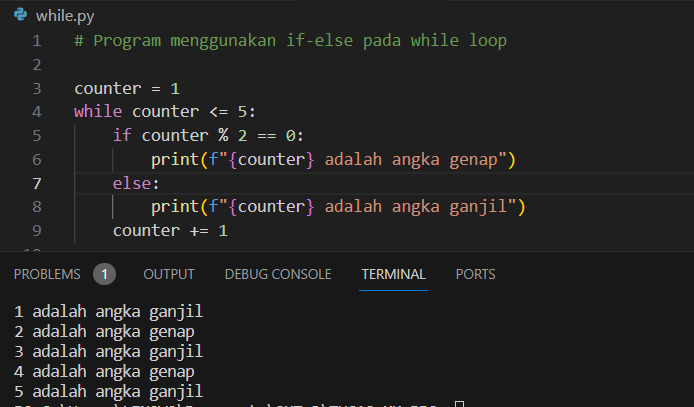 while.py
1 # Program menggunakan if-else pada while loop
2
3 counter = 1
4 while counter <= 5:
5     if counter % 2 == 0:
6         print(f"{counter} adalah angka genap")
7     else:
8         print(f"{counter} adalah angka ganjil")
9     counter += 1
PROBLEMS 1 OUTPUT DEBUG CONSOLE TERMINAL PORTS
1 adalah angka ganjil
2 adalah angka genap
3 adalah angka ganjil
4 adalah angka genap
5 adalah angka ganjil